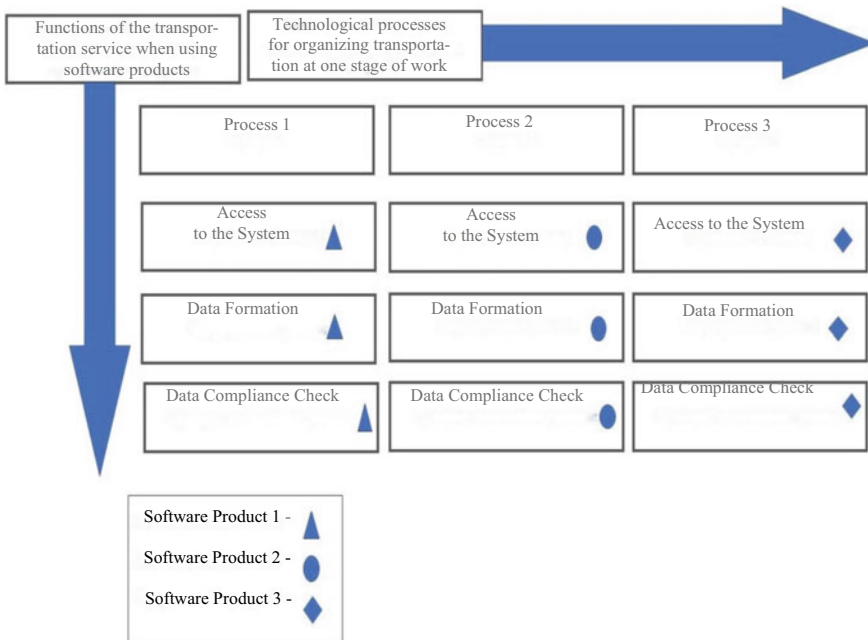 Functions of the transpor-
tation service when using
software products
Technological processes
for organizing transporta-
tion at one stage of work
Process 1
Process 2
Process 3
Access
to the System
Access
to the System
Access to the System
Data Formation
Data Formation
Data Formation
Data Compliance Check
Data Compliance Check
Data Compliance Check
Software Product 1 -
Software Product 2 -
Software Product 3 -